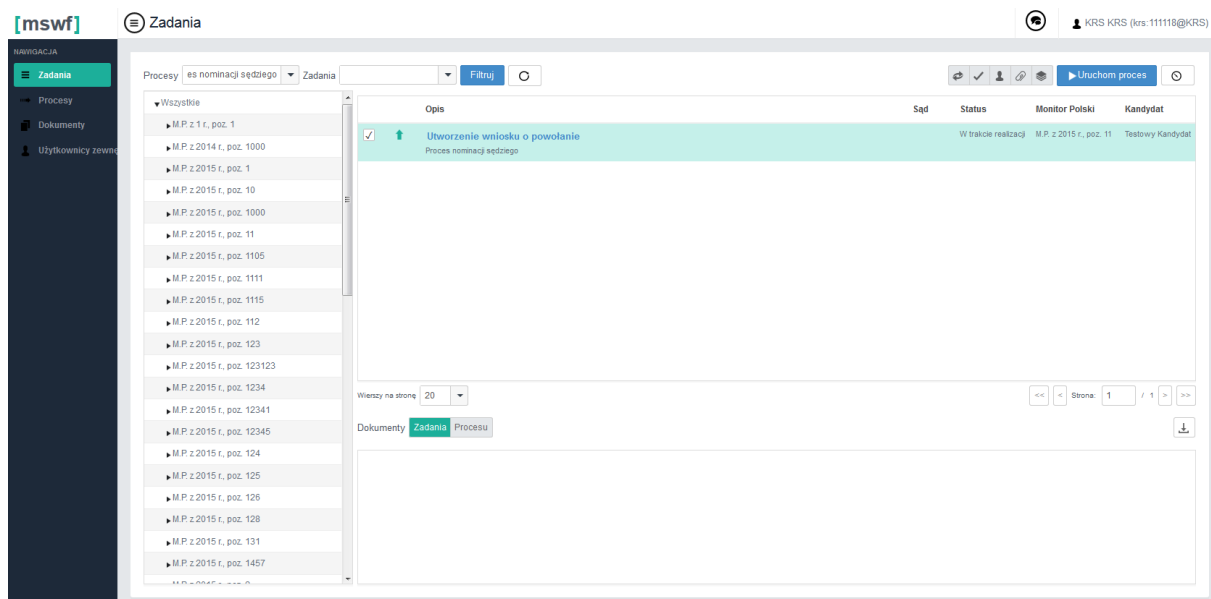 [mswf]
Zadania
KRS KRS (krs:111118@KRS)
NAWIGACJA
Zadania
Procesy
Dokumenty
Użytkownicy zewnę
Procesy es nominacji sędziego Zadania Filtruj
Uruchom proces
Wszystkie
M.P. z 1 r., poz. 1
M.P. z 2014 r., poz. 1000
M.P. z 2015 r., poz. 1
M.P. z 2015 r., poz. 10
M.P. z 2015 r., poz. 1000
M.P. z 2015 r., poz. 11
M.P. z 2015 r., poz. 1105
M.P. z 2015 r., poz. 1111
M.P. z 2015 r., poz. 1115
M.P. z 2015 r., poz. 112
M.P. z 2015 r., poz. 123
M.P. z 2015 r., poz. 123123
M.P. z 2015 r., poz. 1234
M.P. z 2015 r., poz. 12341
M.P. z 2015 r., poz. 12345
M.P. z 2015 r., poz. 124
M.P. z 2015 r., poz. 125
M.P. z 2015 r., poz. 126
M.P. z 2015 r., poz. 128
M.P. z 2015 r., poz. 131
M.P. z 2015 r., poz. 1457
Opis Sąd Status Monitor Polski Kandydat
Utworzenie wniosku o powołanie W trakcie realizacji M.P. z 2015 r., poz. 11 Testowy Kandydat
Proces nominacji sędziego
Wierszy na stronę 20 << < Strona: 1 / 1 > >>
Dokumenty Zadania Procesu